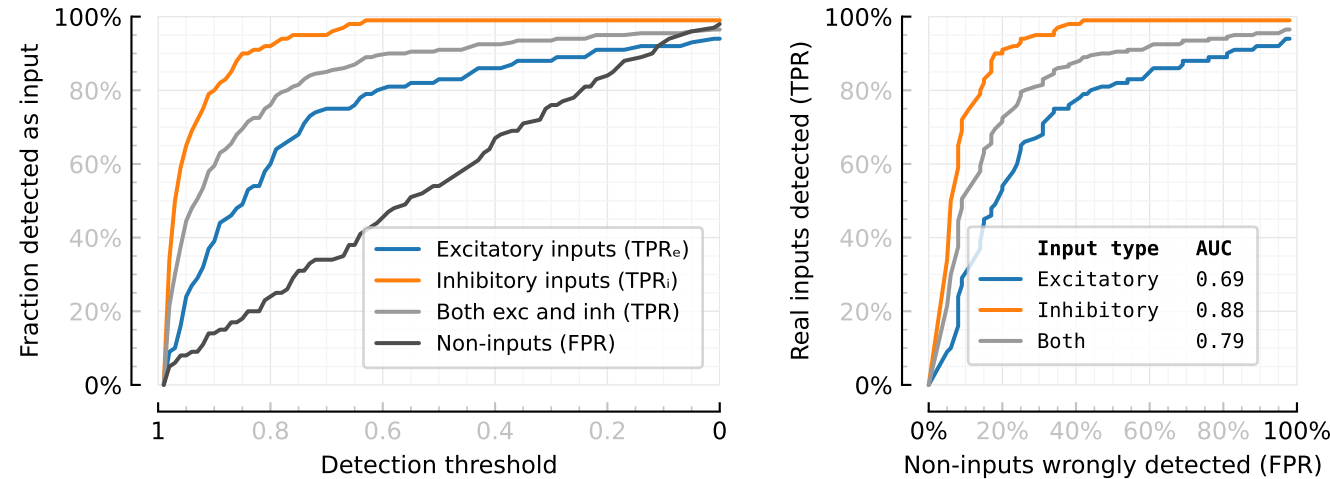 Fraction detected as input
100%
80%
60%
40%
20%
0%
1 0.8 0.6 0.4 0.2 0
Detection threshold
Excitatory inputs (TPRₑ)
Inhibitory inputs (TPRᵢ)
Both exc and inh (TPR)
Non-inputs (FPR)
Real inputs detected (TPR)
100%
80%
60%
40%
20%
0%
0% 20% 40% 60% 80% 100%
Non-inputs wrongly detected (FPR)
Input type AUC
Excitatory 0.69
Inhibitory 0.88
Both 0.79